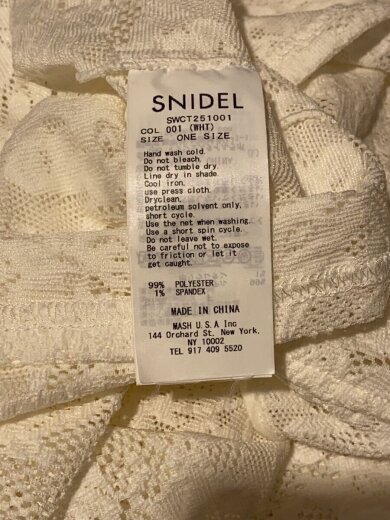 SNIDEL
SWCT251001
COL 001 (WHT)
SIZE ONE SIZE
Hand wash cold.
Do not bleach.
Do not tumble dry.
Line dry in shade.
Cool iron,
use press cloth.
Dryclean,
petroleum solvent only,
short cycle.
Use the net when washing.
Use a short spin cycle.
Do not leave wet.
Be careful not to expose
to friction or let it
get caught.
99% POLYESTER
1% SPANDEX
MADE IN CHINA
MASH U.S.A Inc
144 Orchard St. New York,
NY 10002
TEL 917 409 5520